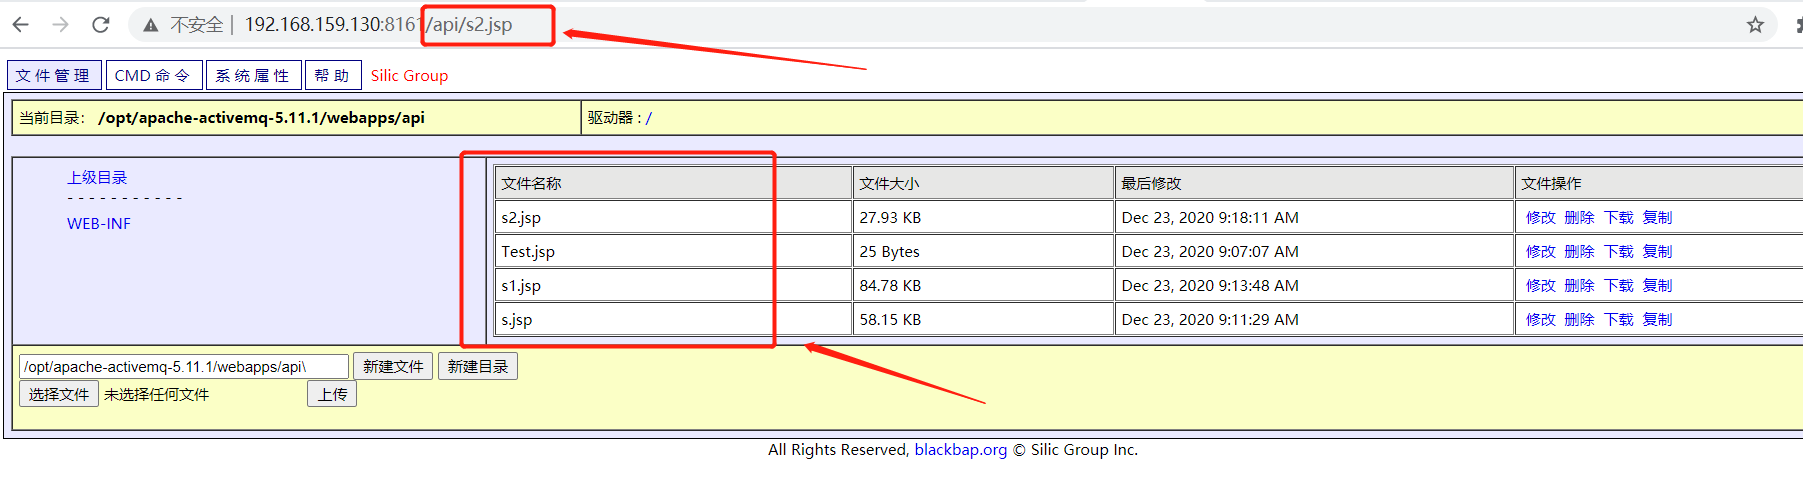 不安全 | 192.168.159.130:8161/api/s2.jsp
文件管理 CMD命令 系统属性 帮助 Silic Group
当前目录： /opt/apache-activemq-5.11.1/webapps/api 驱动器 : /
上级目录
- - - - - - - - - - -
WEB-INF
文件名称 文件大小 最后修改 文件操作
s2.jsp 27.93 KB Dec 23, 2020 9:18:11 AM 修改 删除 下载 复制
Test.jsp 25 Bytes Dec 23, 2020 9:07:07 AM 修改 删除 下载 复制
s1.jsp 84.78 KB Dec 23, 2020 9:13:48 AM 修改 删除 下载 复制
s.jsp 58.15 KB Dec 23, 2020 9:11:29 AM 修改 删除 下载 复制
/opt/apache-activemq-5.11.1/webapps/api\ 新建文件 新建目录
选择文件 未选择任何文件 上传
All Rights Reserved, blackbap.org © Silic Group Inc.